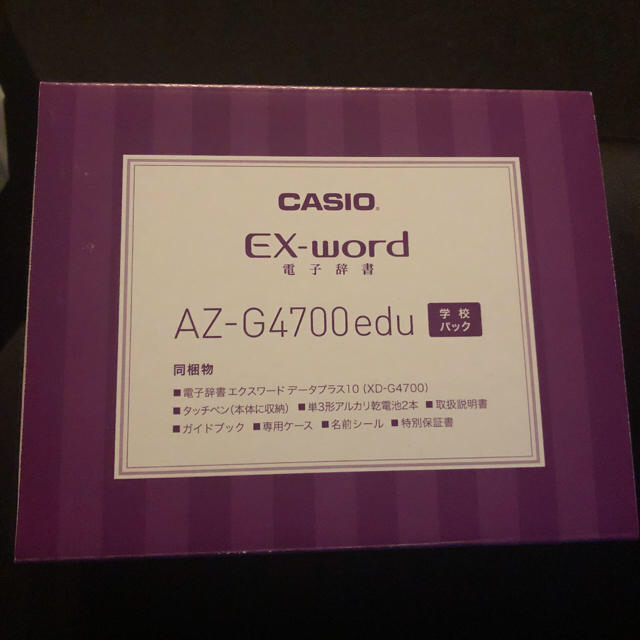 CASIO®
EX-word
電子辞書
AZ-G4700edu 学校パック
同梱物
■電子辞書 エクスワード データプラス10 (XD-G4700)
■タッチペン(本体に収納) ■単3形アルカリ乾電池2本 ■取扱説明書
■ガイドブック ■専用ケース ■名前シール ■特別保証書